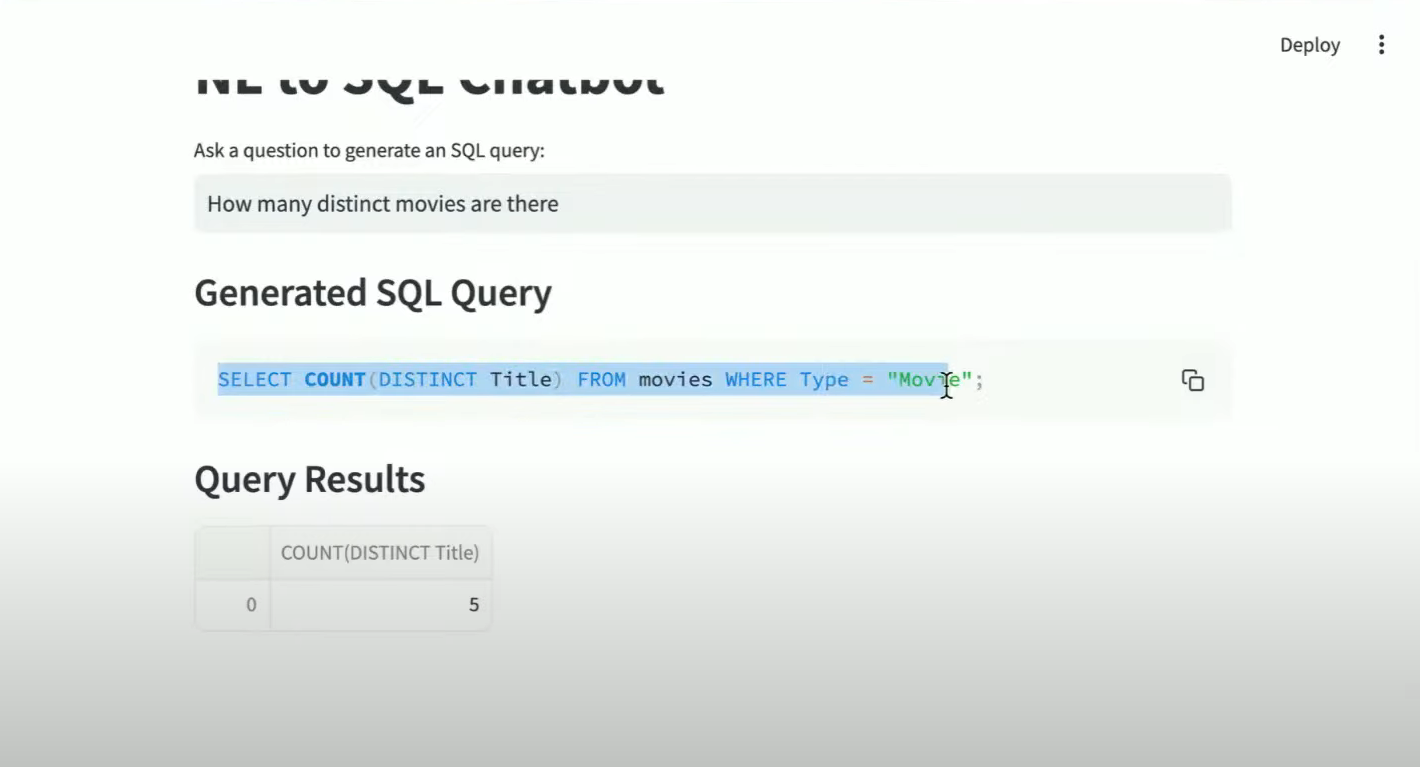 Deploy
NL to SQL Chatbot
Ask a question to generate an SQL query:
How many distinct movies are there
Generated SQL Query
SELECT COUNT(DISTINCT Title) FROM movies WHERE Type = "Movie";
Query Results
COUNT(DISTINCT Title)
0 5